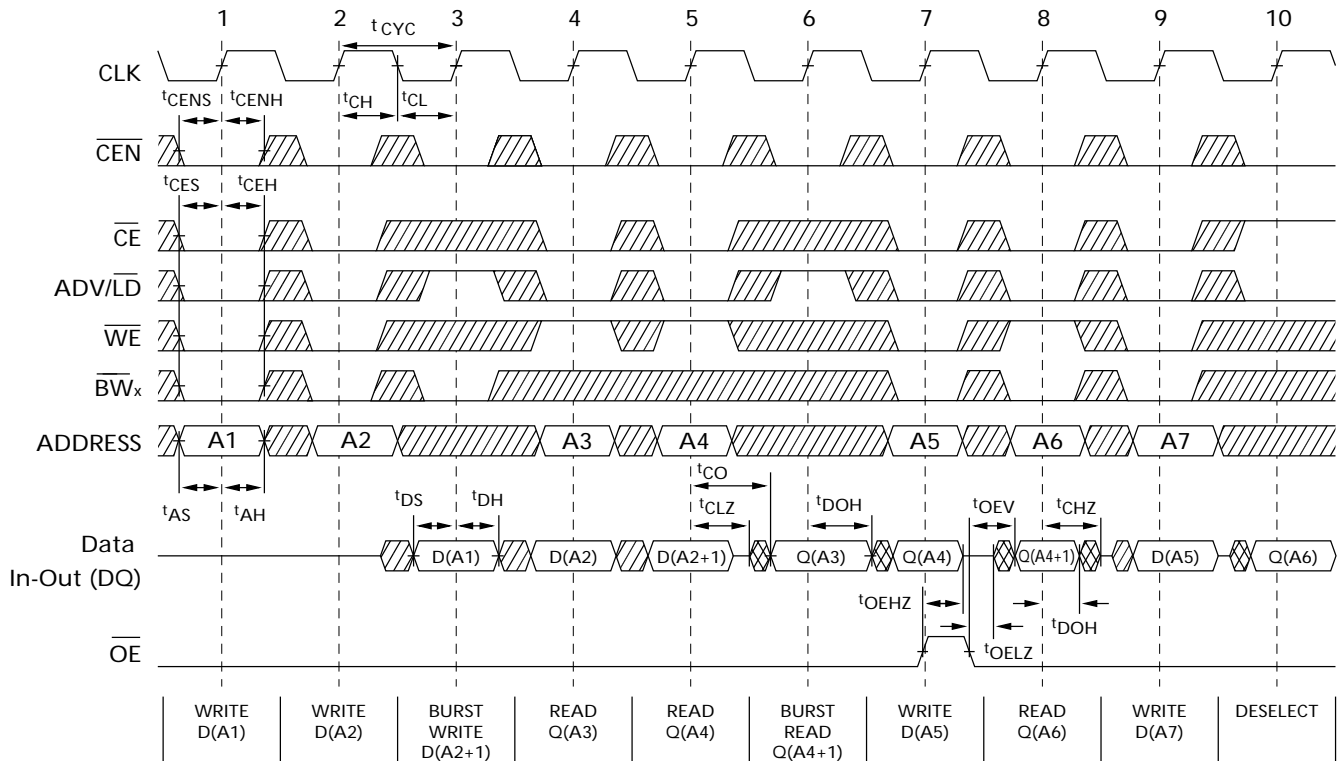 1 2 3 4 5 6 7 8 9 10
tCYC
CLK
tCENS tCENH tCH tCL
CEN
tCES tCEH
CE
ADV/LD
WE
BWx
ADDRESS A1 A2 A3 A4 A5 A6 A7
tCO
tAS tAH tDS tDH tCLZ tDOH tOEV tCHZ
Data
In-Out (DQ) D(A1) D(A2) D(A2+1) Q(A3) Q(A4) Q(A4+1) D(A5) Q(A6)
tOEHZ tDOH
tOELZ
OE
WRITE WRITE BURST READ READ BURST WRITE READ WRITE DESELECT
D(A1) D(A2) WRITE Q(A3) Q(A4) READ D(A5) Q(A6) D(A7)
D(A2+1) Q(A4+1)